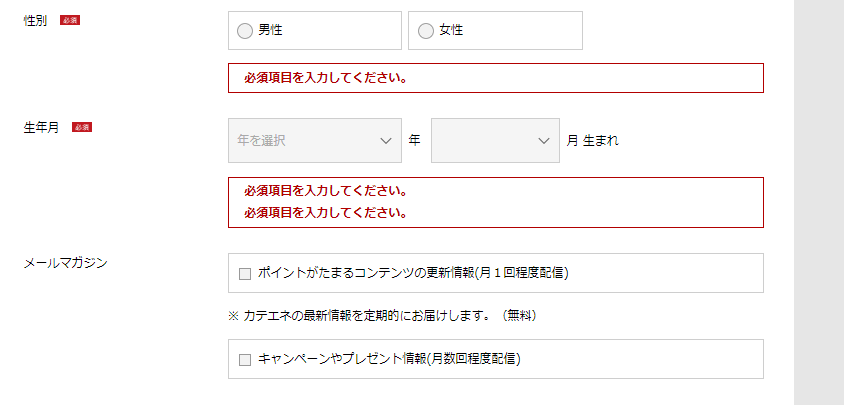 性別 必須 男性 女性
必須項目を入力してください。
生年月 必須 年を選択 年 月 生まれ
必須項目を入力してください。
必須項目を入力してください。
メールマガジン ポイントがたまるコンテンツの更新情報(月１回程度配信)
※ カテエネの最新情報を定期的にお届けします。（無料）
キャンペーンやプレゼント情報(月数回程度配信)